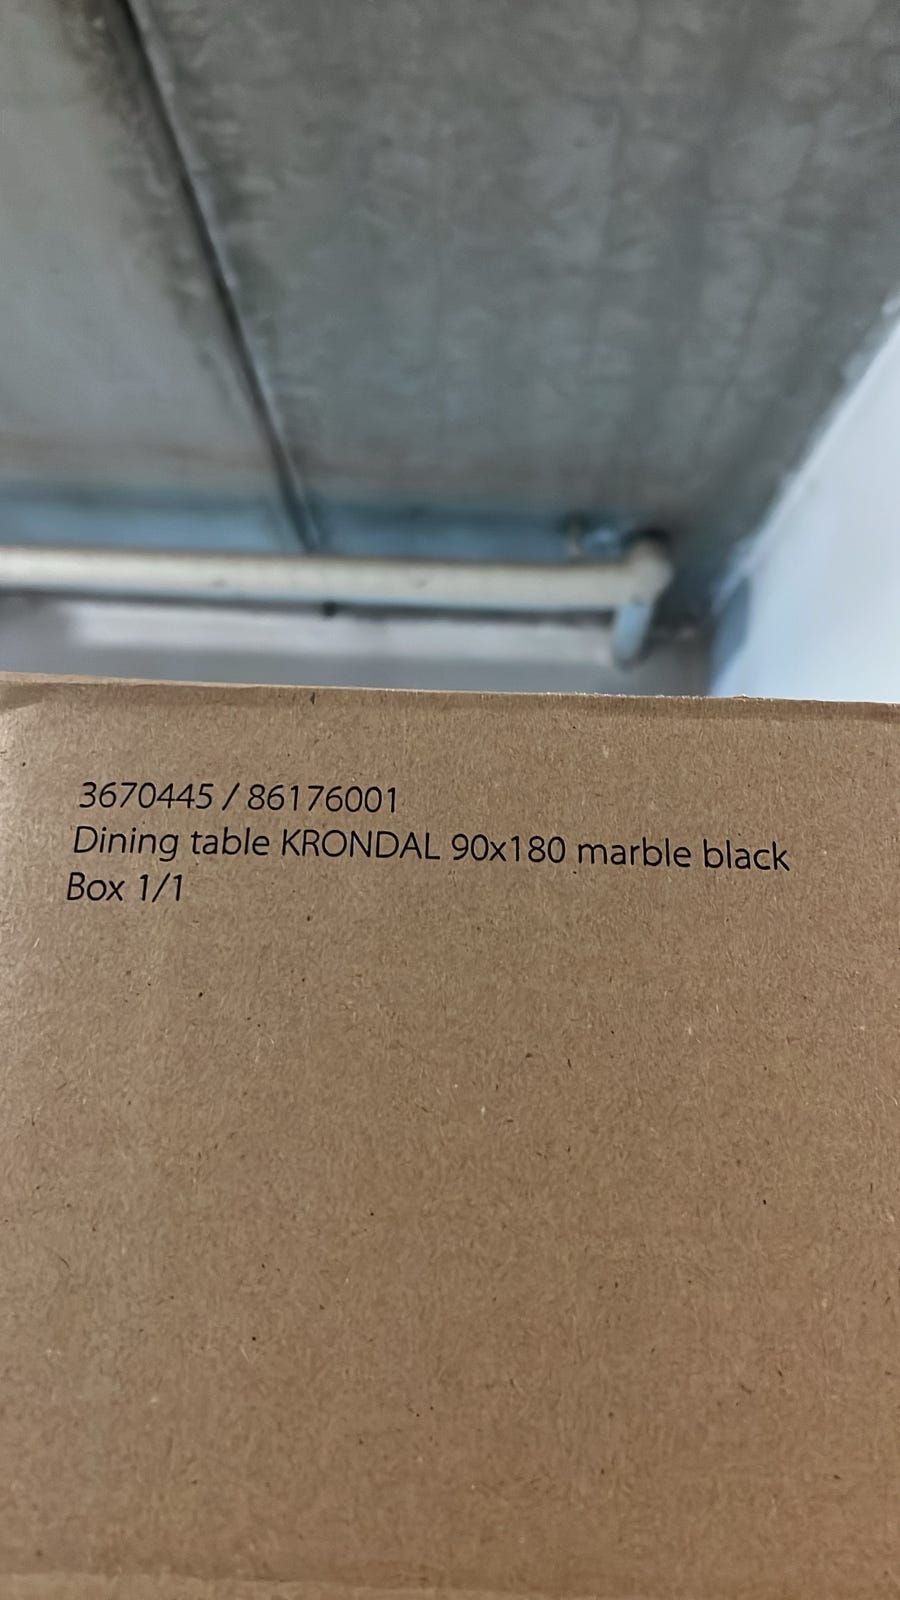 3670445 / 86176001
Dining table KRONDAL 90x180 marble black
Box 1/1